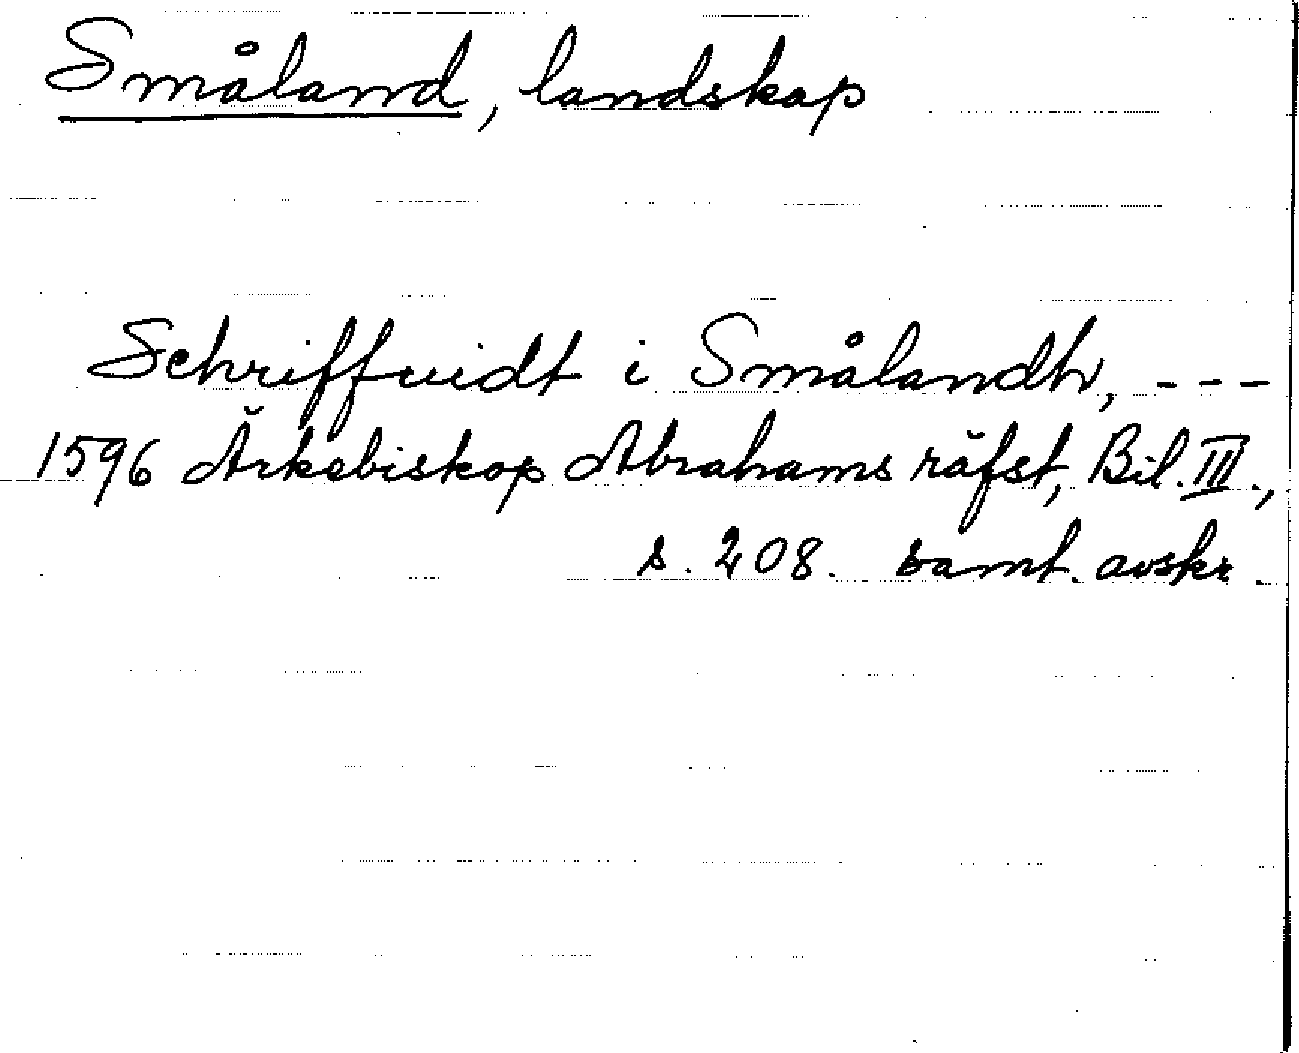 Småland, landskap
Schriffuidt i Smålandh, - - -
1596 Ärkebiskop Abrahams räfst, Bil. III.,
s. 208. samt. avskr.